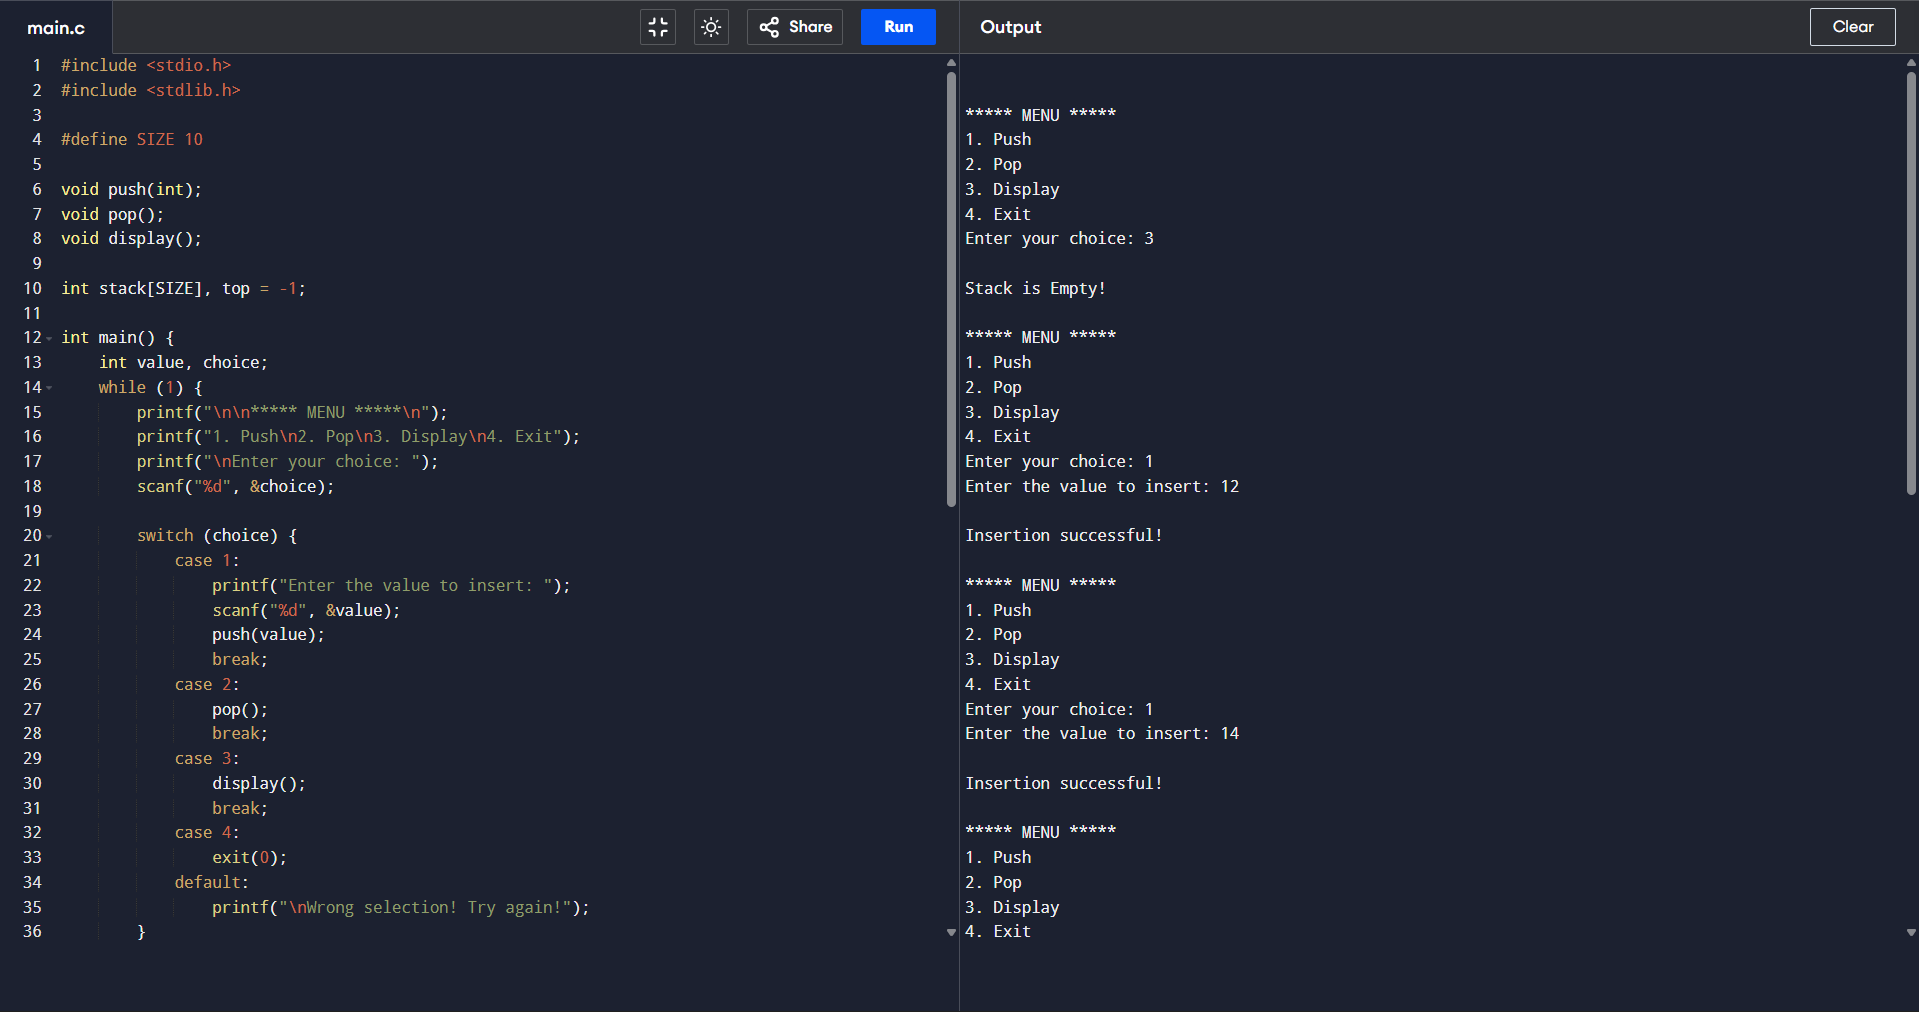 main.c
Share
Run
Output
Clear
1 #include <stdio.h>
2 #include <stdlib.h>
3
4 #define SIZE 10
5
6 void push(int);
7 void pop();
8 void display();
9
10 int stack[SIZE], top = -1;
11
12 int main() {
13     int value, choice;
14     while (1) {
15         printf("\n\n***** MENU *****\n");
16         printf("1. Push\n2. Pop\n3. Display\n4. Exit");
17         printf("\nEnter your choice: ");
18         scanf("%d", &choice);
19
20         switch (choice) {
21             case 1:
22                 printf("Enter the value to insert: ");
23                 scanf("%d", &value);
24                 push(value);
25                 break;
26             case 2:
27                 pop();
28                 break;
29             case 3:
30                 display();
31                 break;
32             case 4:
33                 exit(0);
34             default:
35                 printf("\nWrong selection! Try again!");
36         }
***** MENU *****
1. Push
2. Pop
3. Display
4. Exit
Enter your choice: 3

Stack is Empty!

***** MENU *****
1. Push
2. Pop
3. Display
4. Exit
Enter your choice: 1
Enter the value to insert: 12

Insertion successful!

***** MENU *****
1. Push
2. Pop
3. Display
4. Exit
Enter your choice: 1
Enter the value to insert: 14

Insertion successful!

***** MENU *****
1. Push
2. Pop
3. Display
4. Exit